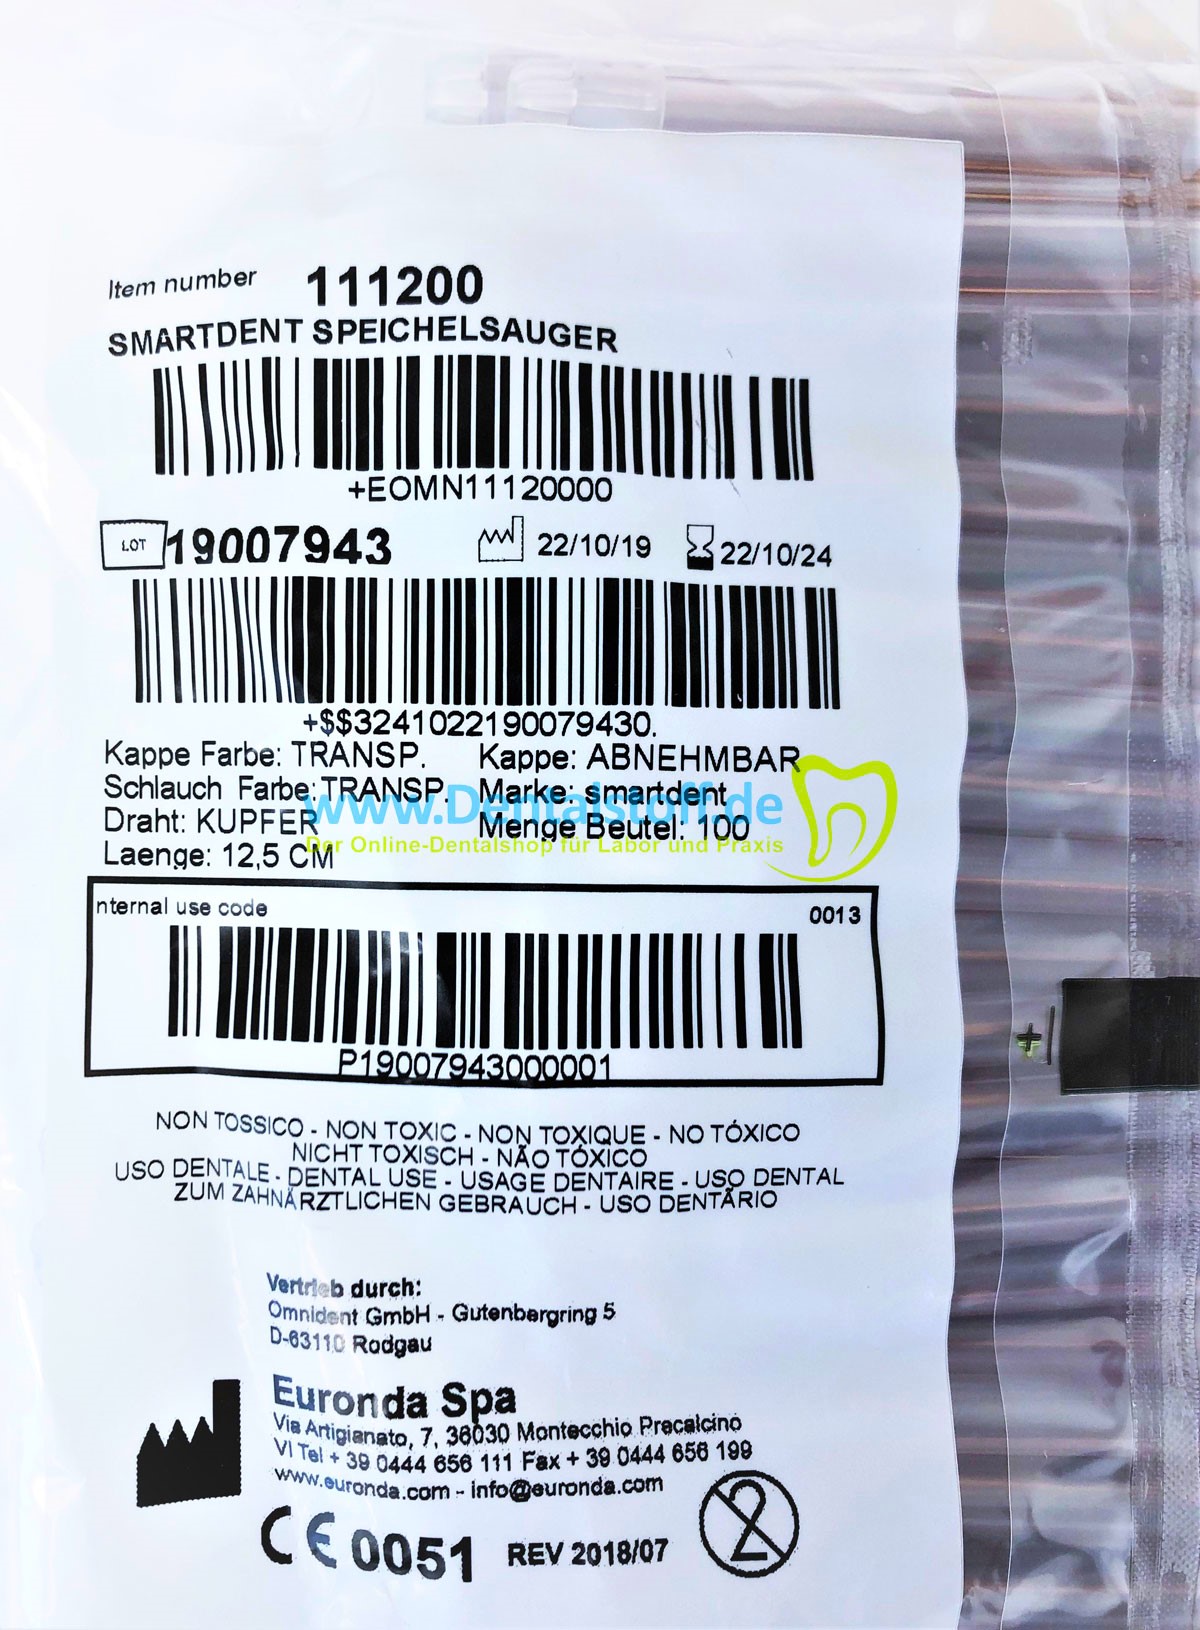 Item number 111200
SMARTDENT SPEICHELSAUGER
+EOMN11120000
LOT 19007943 22/10/19 22/10/24
+$$3241022190079430.
Kappe Farbe: TRANSP. Kappe: ABNEHMBAR
Schlauch Farbe: TRANSP. Marke: smartdent
www.Dentalstoff.de
Draht: KUPFER Menge Beutel: 100
Der Online-Dentalshop für Labor und Praxis
Laenge: 12,5 CM
nternal use code 0013
P19007943000001
NON TOSSICO - NON TOXIC - NON TOXIQUE - NO TÓXICO
NICHT TOXISCH - NÃO TÓXICO
USO DENTALE - DENTAL USE - USAGE DENTAIRE - USO DENTAL
ZUM ZAHNÄRZTLICHEN GEBRAUCH - USO DENTÃRIO
Vertrieb durch:
Omnident GmbH - Gutenbergring 5
D-63110 Rodgau
Euronda Spa
Via Artigianato, 7, 36030 Montecchio Precalcino
VI Tel + 39 0444 656 111 Fax + 39 0444 656 199
www.euronda.com - info@euronda.com
CE 0051 REV 2018/07 2